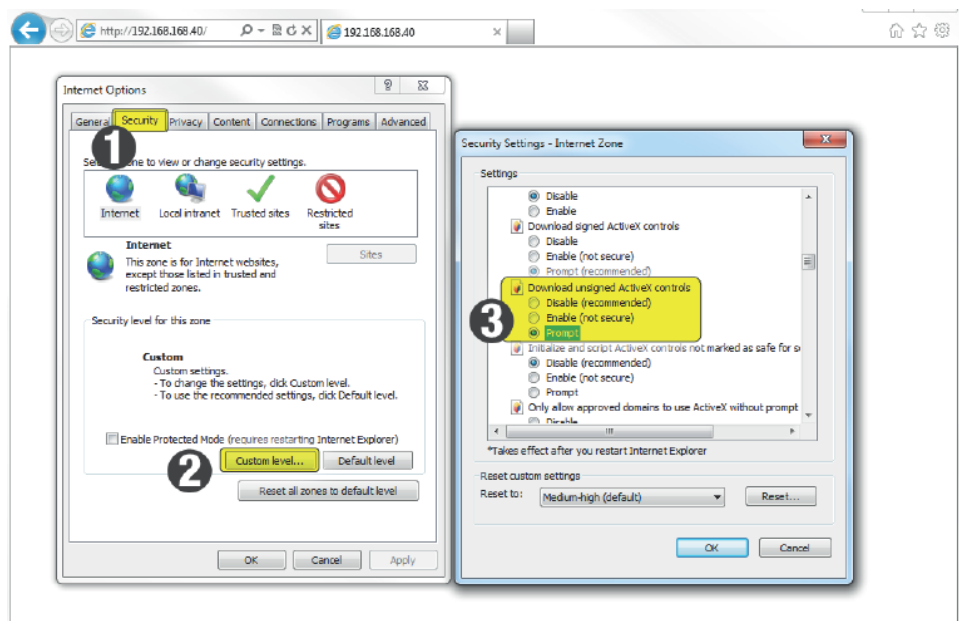 http://192.168.168.40/
192.168.168.40
Internet Options
General Security Privacy Content Connections Programs Advanced
1
zone to view or change security settings.
Internet Local intranet Trusted sites Restricted sites
Internet
This zone is for Internet websites,
except those listed in trusted and
restricted zones.
Sites
Security level for this zone
Custom
Custom settings.
- To change the settings, click Custom level.
- To use the recommended settings, click Default level.
Enable Protected Mode (requires restarting Internet Explorer)
2
Custom level... Default level
Reset all zones to default level
OK Cancel Apply
Security Settings - Internet Zone
Settings
Disable
Enable
Download signed ActiveX controls
Disable
Enable (not secure)
Prompt (recommended)
Download unsigned ActiveX controls
Disable (recommended)
3
Enable (not secure)
Prompt
Initialize and script ActiveX controls not marked as safe for
Disable (recommended)
Enable (not secure)
Prompt
Only allow approved domains to use ActiveX without prompt
Disable
*Takes effect after you restart Internet Explorer
Reset custom settings
Reset to: Medium-high (default) Reset...
OK Cancel